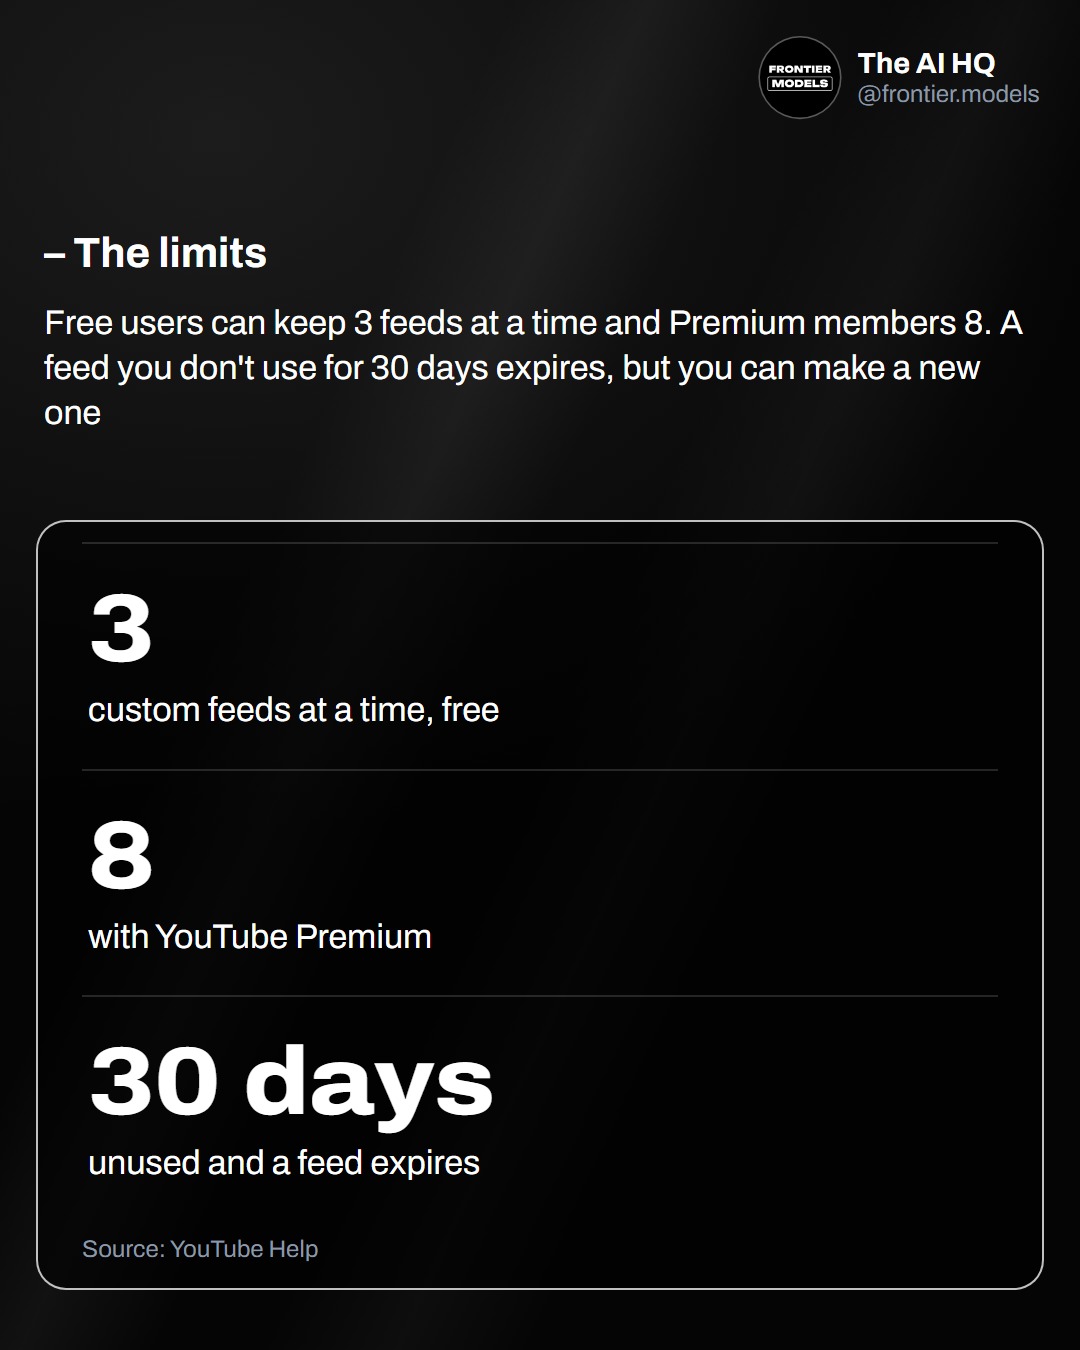 FRONTIER
MODELS
The AI HQ
@frontier.models
– The limits
Free users can keep 3 feeds at a time and Premium members 8. A
feed you don't use for 30 days expires, but you can make a new
one
3
custom feeds at a time, free
8
with YouTube Premium
30 days
unused and a feed expires
Source: YouTube Help